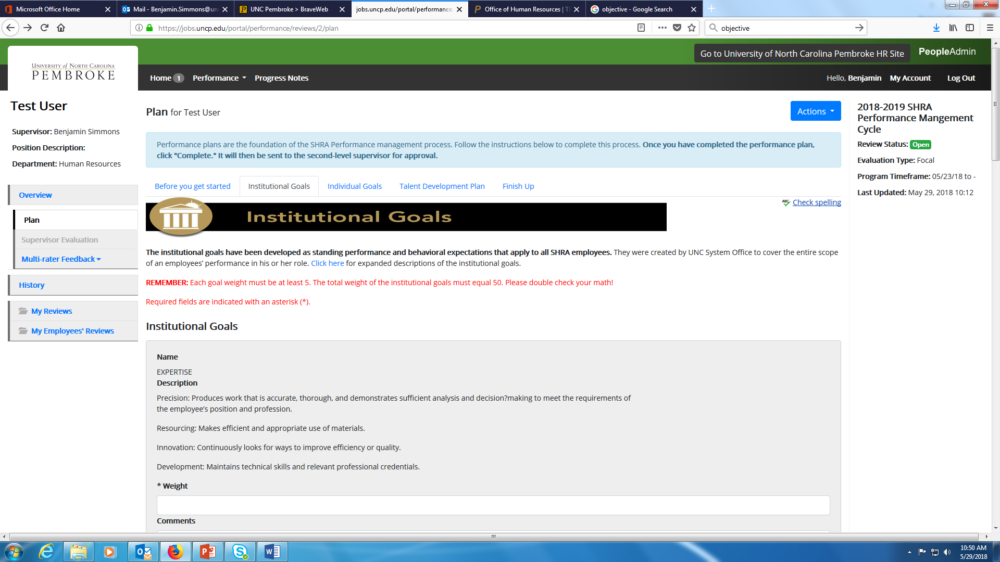 Microsoft Office Home
Mail - Benjamin.Simmons@un
UNC Pembroke > BraveWeb
jobs.uncp.edu/portal/performance
Office of Human Resources | T
objective - Google Search
https://jobs.uncp.edu/portal/performance/reviews/2/plan
objective
Go to University of North Carolina Pembroke HR Site
PeopleAdmin
UNIVERSITY of NORTH CAROLINA
PEMBROKE
Home 1
Performance
Progress Notes
Hello, Benjamin
My Account
Log Out
Test User
Supervisor: Benjamin Simmons
Position Description:
Department: Human Resources
Overview
Plan
Supervisor Evaluation
Multi-rater Feedback
History
My Reviews
My Employees' Reviews
Plan for Test User
Actions
Performance plans are the foundation of the SHRA Performance management process. Follow the instructions below to complete this process. Once you have completed the performance plan,
click "Complete." It will then be sent to the second-level supervisor for approval.
Before you get started
Institutional Goals
Individual Goals
Talent Development Plan
Finish Up
ABC Check spelling
Institutional Goals
The institutional goals have been developed as standing performance and behavioral expectations that apply to all SHRA employees. They were created by UNC System Office to cover the entire scope
of an employees’ performance in his or her role. Click here for expanded descriptions of the institutional goals.
REMEMBER: Each goal weight must be at least 5. The total weight of the institutional goals must equal 50. Please double check your math!
Required fields are indicated with an asterisk (*).
Institutional Goals
Name
EXPERTISE
Description
Precision: Produces work that is accurate, thorough, and demonstrates sufficient analysis and decision?making to meet the requirements of
the employee’s position and profession.
Resourcing: Makes efficient and appropriate use of materials.
Innovation: Continuously looks for ways to improve efficiency or quality.
Development: Maintains technical skills and relevant professional credentials.
* Weight
Comments
2018-2019 SHRA
Performance Mangement
Cycle
Review Status: Open
Evaluation Type: Focal
Program Timeframe: 05/23/18 to -
Last Updated: May 29, 2018 10:12
10:50 AM
5/29/2018